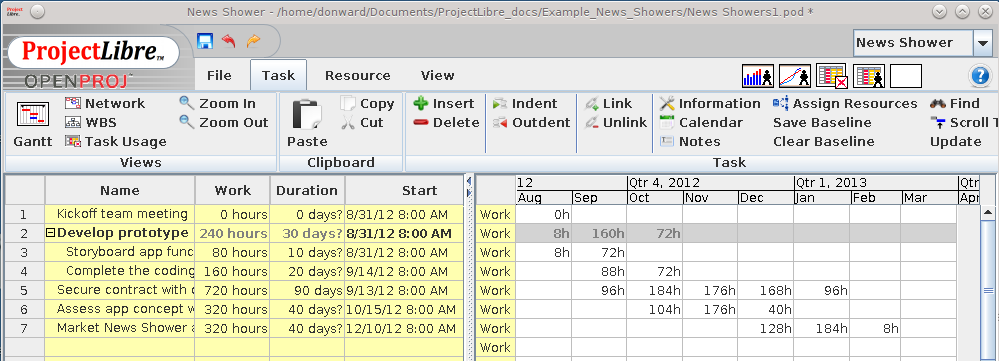 News Shower - /home/donward/Documents/ProjectLibre_docs/Example_News_Showers/News Showers1.pod *
ProjectLibre™
OPENPROJ
News Shower
File Task Resource View
Network Zoom In Copy Insert Indent Link Information Assign Resources Find
WBS Zoom Out Cut Delete Outdent Unlink Calendar Save Baseline Scroll T
Gantt Task Usage Paste Notes Clear Baseline Update
Views Clipboard Task
12 Qtr 4, 2012 Qtr 1, 2013 Qtr
Name Work Duration Start Aug Sep Oct Nov Dec Jan Feb Mar Apr
1 Kickoff team meeting 0 hours 0 days? 8/31/12 8:00 AM Work 0h
2 Develop prototype 240 hours 30 days? 8/31/12 8:00 AM Work 8h 160h 72h
3 Storyboard app func 80 hours 10 days? 8/31/12 8:00 AM Work 8h 72h
4 Complete the coding 160 hours 20 days? 9/14/12 8:00 AM Work 88h 72h
5 Secure contract with 720 hours 90 days 9/13/12 8:00 AM Work 96h 184h 176h 168h 96h
6 Assess app concept 320 hours 40 days? 10/15/12 8:00 AM Work 104h 176h 40h
7 Market News Shower 320 hours 40 days? 12/10/12 8:00 AM Work 128h 184h 8h
Work